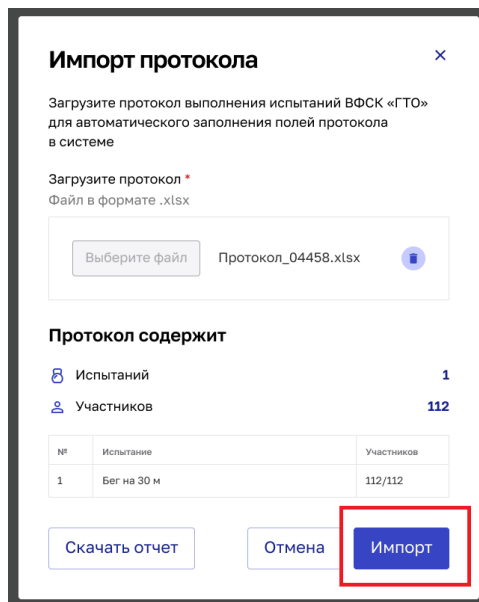 Импорт протокола
Загрузите протокол выполнения испытаний ВФСК «ГТО»
для автоматического заполнения полей протокола
в системе
Загрузите протокол *
Файл в формате .xlsx
Выберите файл Протокол_04458.xlsx
Протокол содержит
Испытаний 1
Участников 112
№ Испытание Участников
1 Бег на 30 м 112/112
Скачать отчет Отмена Импорт